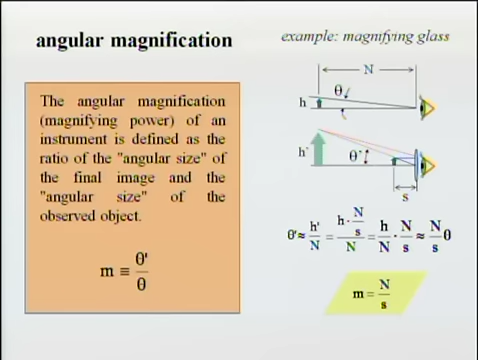 angular magnification
The angular magnification
(magnifying power) of an
instrument is defined as the
ratio of the "angular size" of
the final image and the
"angular size" of the
observed object.
m ≡ θ'/θ
example: magnifying glass
N
θ
h
h'
θ'
s
θ' ≈ h'/N = (h · N/s)/N = h/N · N/s ≈ N/s θ
m = N/s